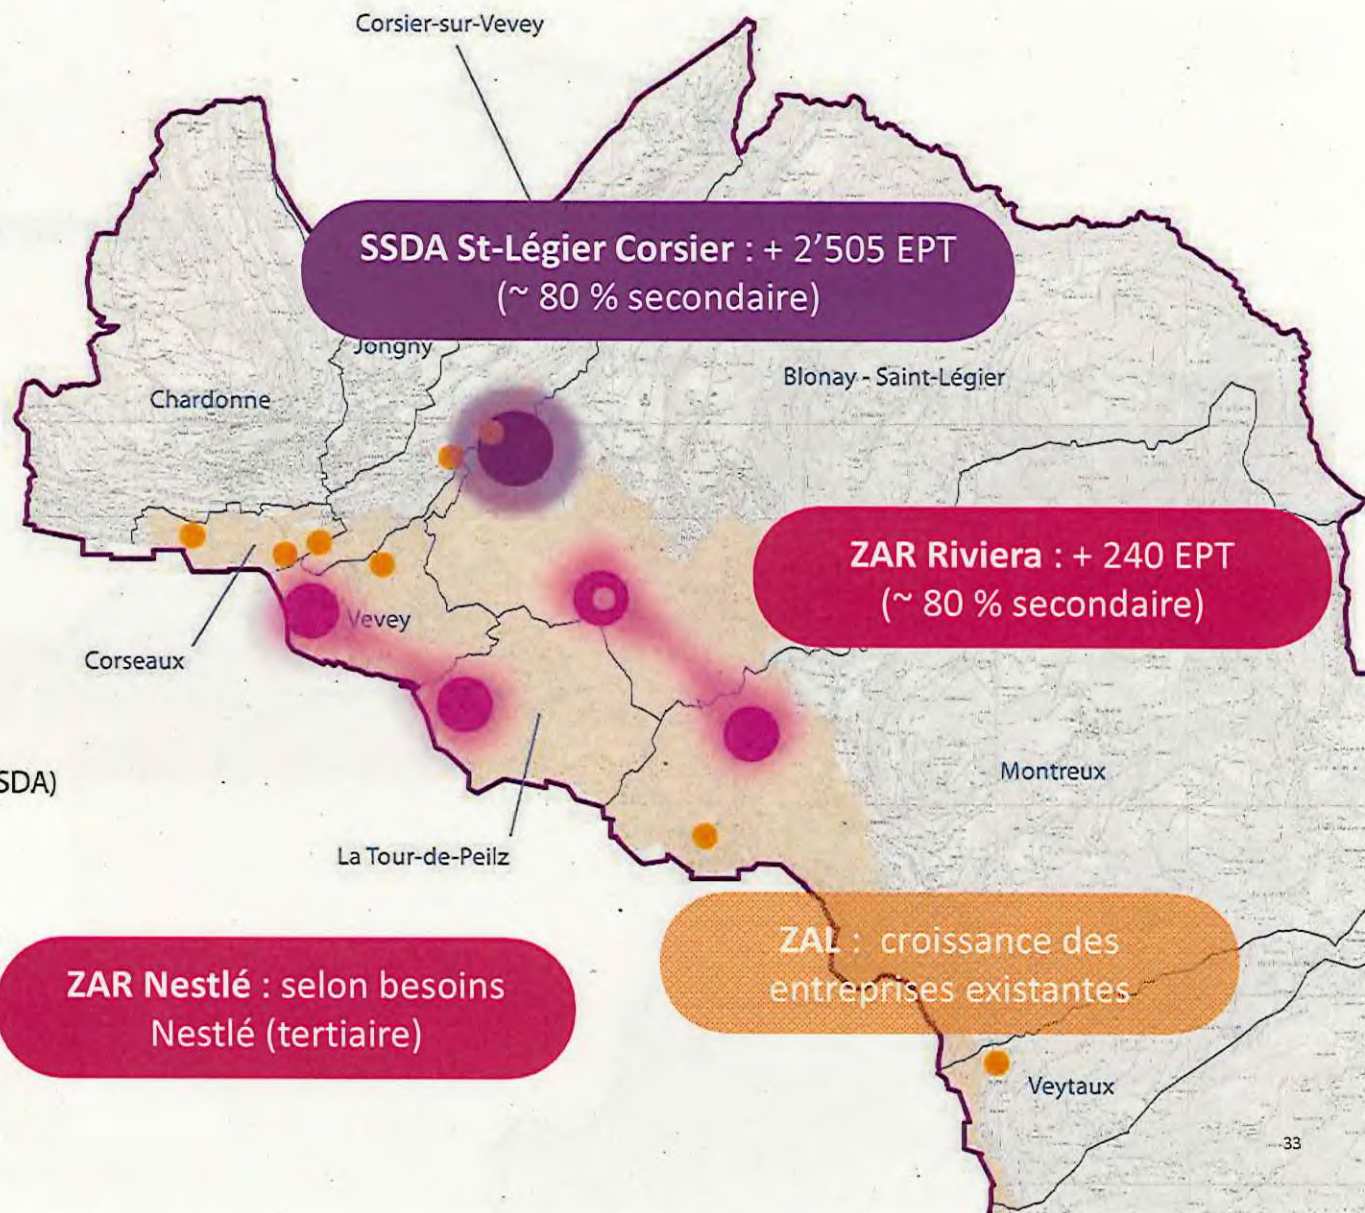 Corsier-sur-Vevey
SSDA St-Légier Corsier : + 2’505 EPT
(~ 80 % secondaire)
Jongny
Chardonne
Blonay - Saint-Légier
ZAR Riviera : + 240 EPT
(~ 80 % secondaire)
Vevey
Corseaux
SDA)
Montreux
La Tour-de-Peilz
ZAL : croissance des
entreprises existantes
ZAR Nestlé : selon besoins
Nestlé (tertiaire)
Veytaux
33